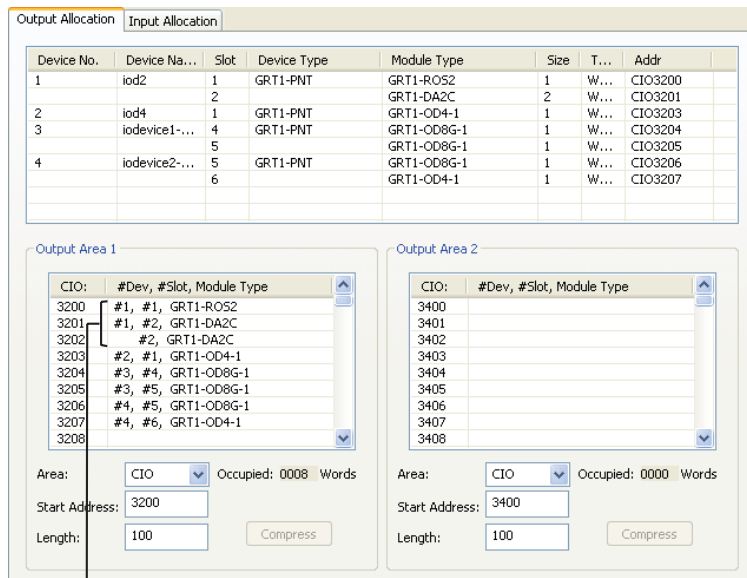 Output Allocation Input Allocation
Device No. Device Na... Slot Device Type Module Type Size T... Addr
1 iod2 1 GRT1-PNT GRT1-ROS2 1 W... CIO3200
2 GRT1-DA2C 2 W... CIO3201
2 iod4 1 GRT1-PNT GRT1-OD4-1 1 W... CIO3203
3 iodevice1-... 4 GRT1-PNT GRT1-OD8G-1 1 W... CIO3204
5 GRT1-OD8G-1 1 W... CIO3205
4 iodevice2-... 5 GRT1-PNT GRT1-OD8G-1 1 W... CIO3206
6 GRT1-OD4-1 1 W... CIO3207
Output Area 1
CIO: #Dev, #Slot, Module Type
3200 #1, #1, GRT1-ROS2
3201 #1, #2, GRT1-DA2C
3202 #2, GRT1-DA2C
3203 #2, #1, GRT1-OD4-1
3204 #3, #4, GRT1-OD8G-1
3205 #3, #5, GRT1-OD8G-1
3206 #4, #5, GRT1-OD8G-1
3207 #4, #6, GRT1-OD4-1
3208
Area: CIO Occupied: 0008 Words
Start Address: 3200
Length: 100 Compress
Output Area 2
CIO: #Dev, #Slot, Module Type
3400
3401
3402
3403
3404
3405
3406
3407
3408
Area: CIO Occupied: 0000 Words
Start Address: 3400
Length: 100 Compress